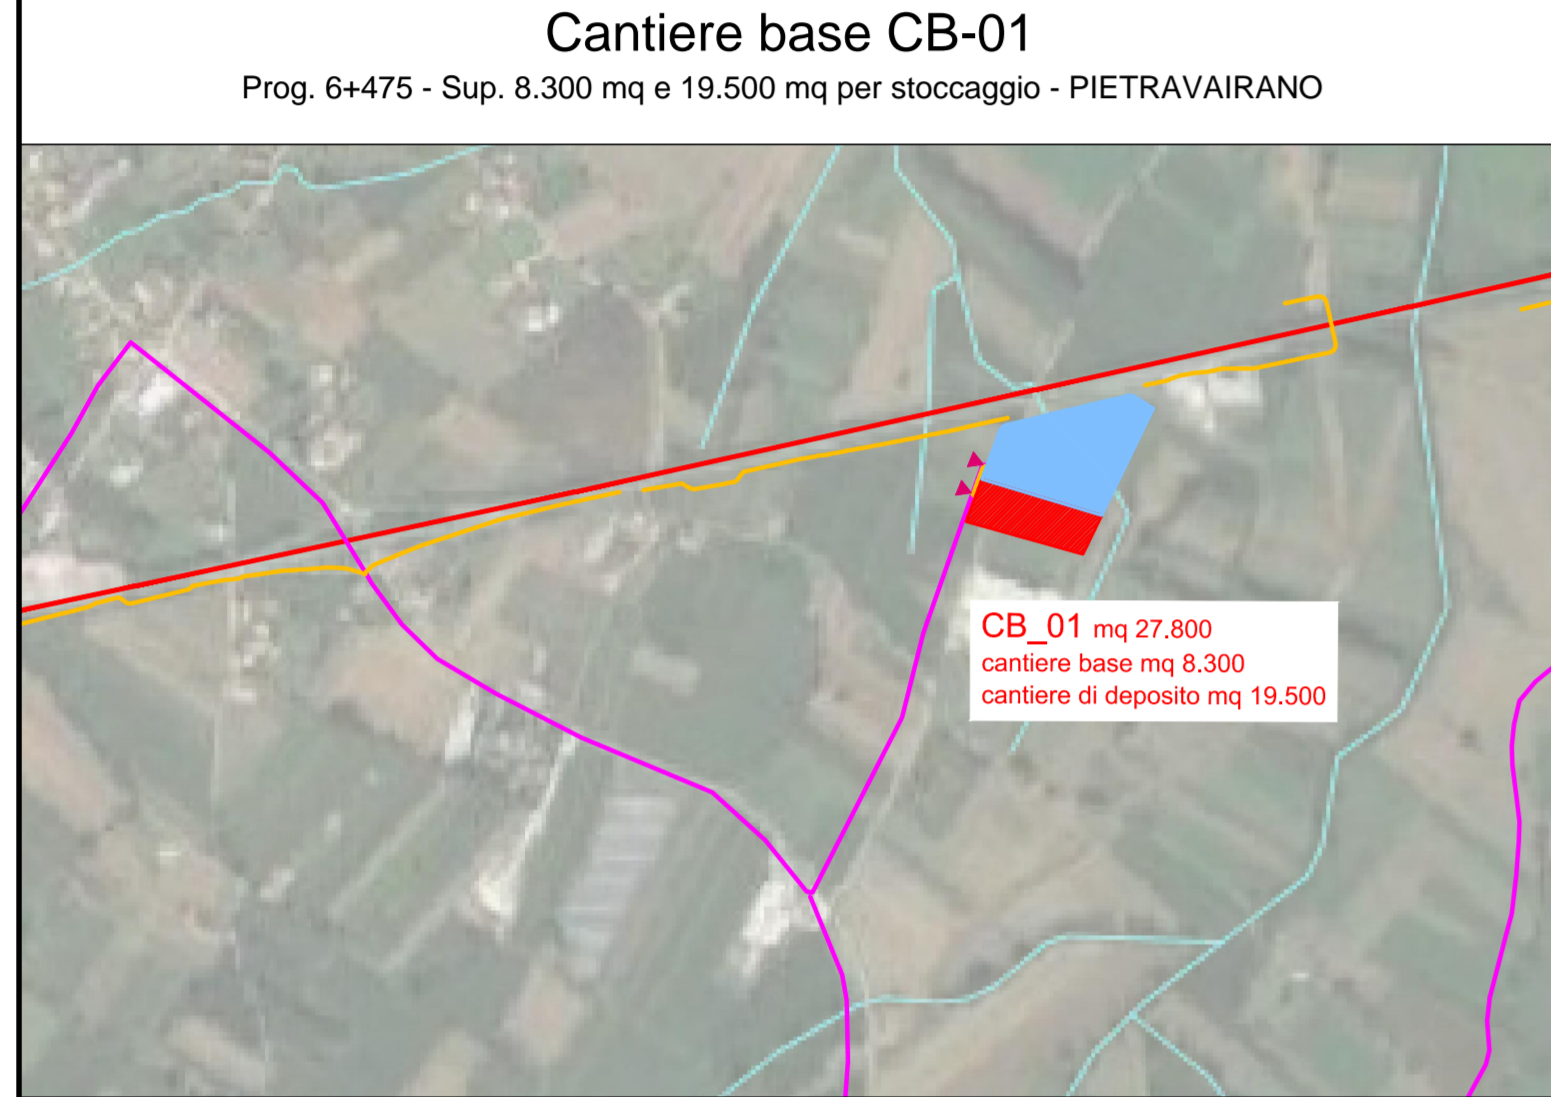 Cantiere base CB-01
Prog. 6+475 - Sup. 8.300 mq e 19.500 mq per stoccaggio - PIETRAVAIRANO
CB_01 mq 27.800
cantiere base mq 8.300
cantiere di deposito mq 19.500